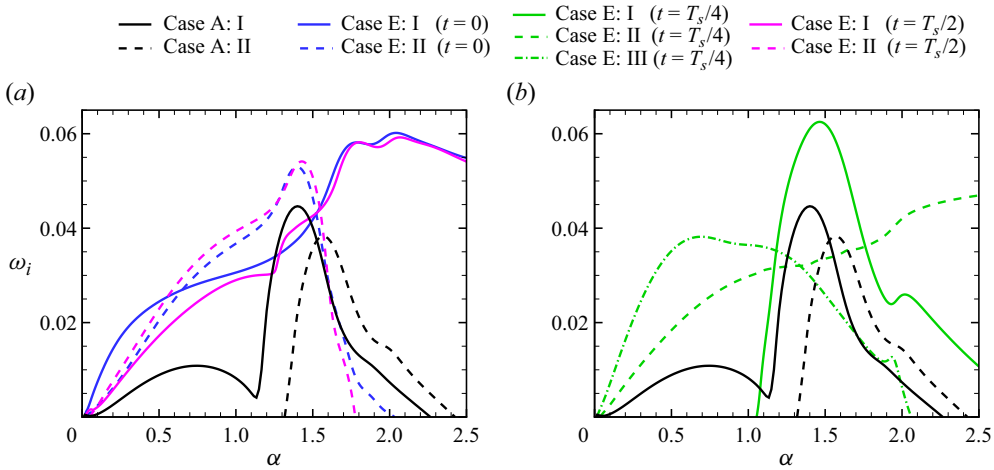 Case A: I
Case A: II
Case E: I (t = 0)
Case E: II (t = 0)
Case E: I (t = T_s/4)
Case E: II (t = T_s/4)
Case E: III (t = T_s/4)
Case E: I (t = T_s/2)
Case E: II (t = T_s/2)
(a)
(b)
0.06
0.04
ω_i
0.02
0 0.5 1.0 1.5 2.0 2.5
α
0.06
0.04
0.02
0 0.5 1.0 1.5 2.0 2.5
α